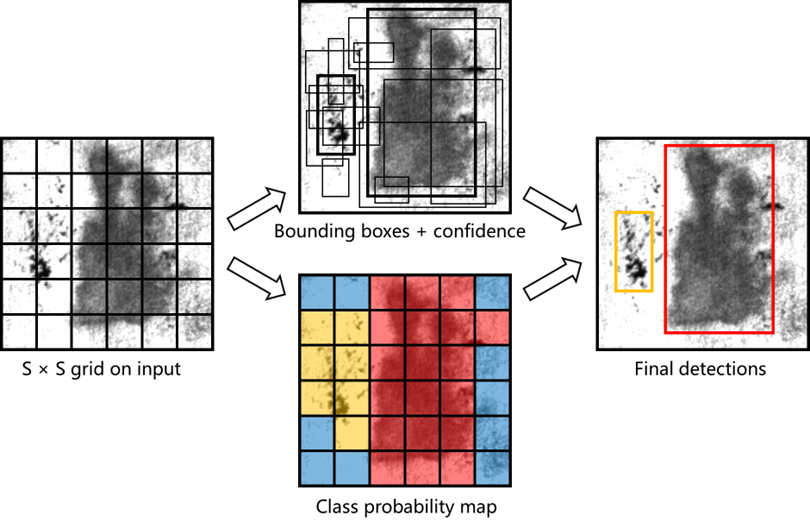 Bounding boxes + confidence
S × S grid on input
Final detections
Class probability map